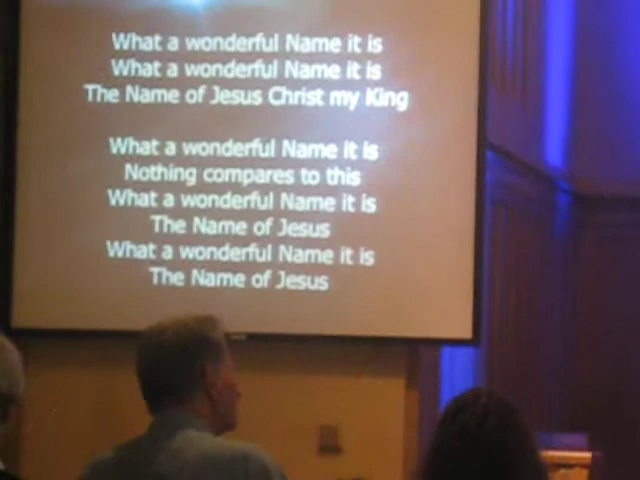 What a wonderful Name it is
What a wonderful Name it is
The Name of Jesus Christ my King
What a wonderful Name it is
Nothing compares to this
What a wonderful Name it is
The Name of Jesus
What a wonderful Name it is
The Name of Jesus